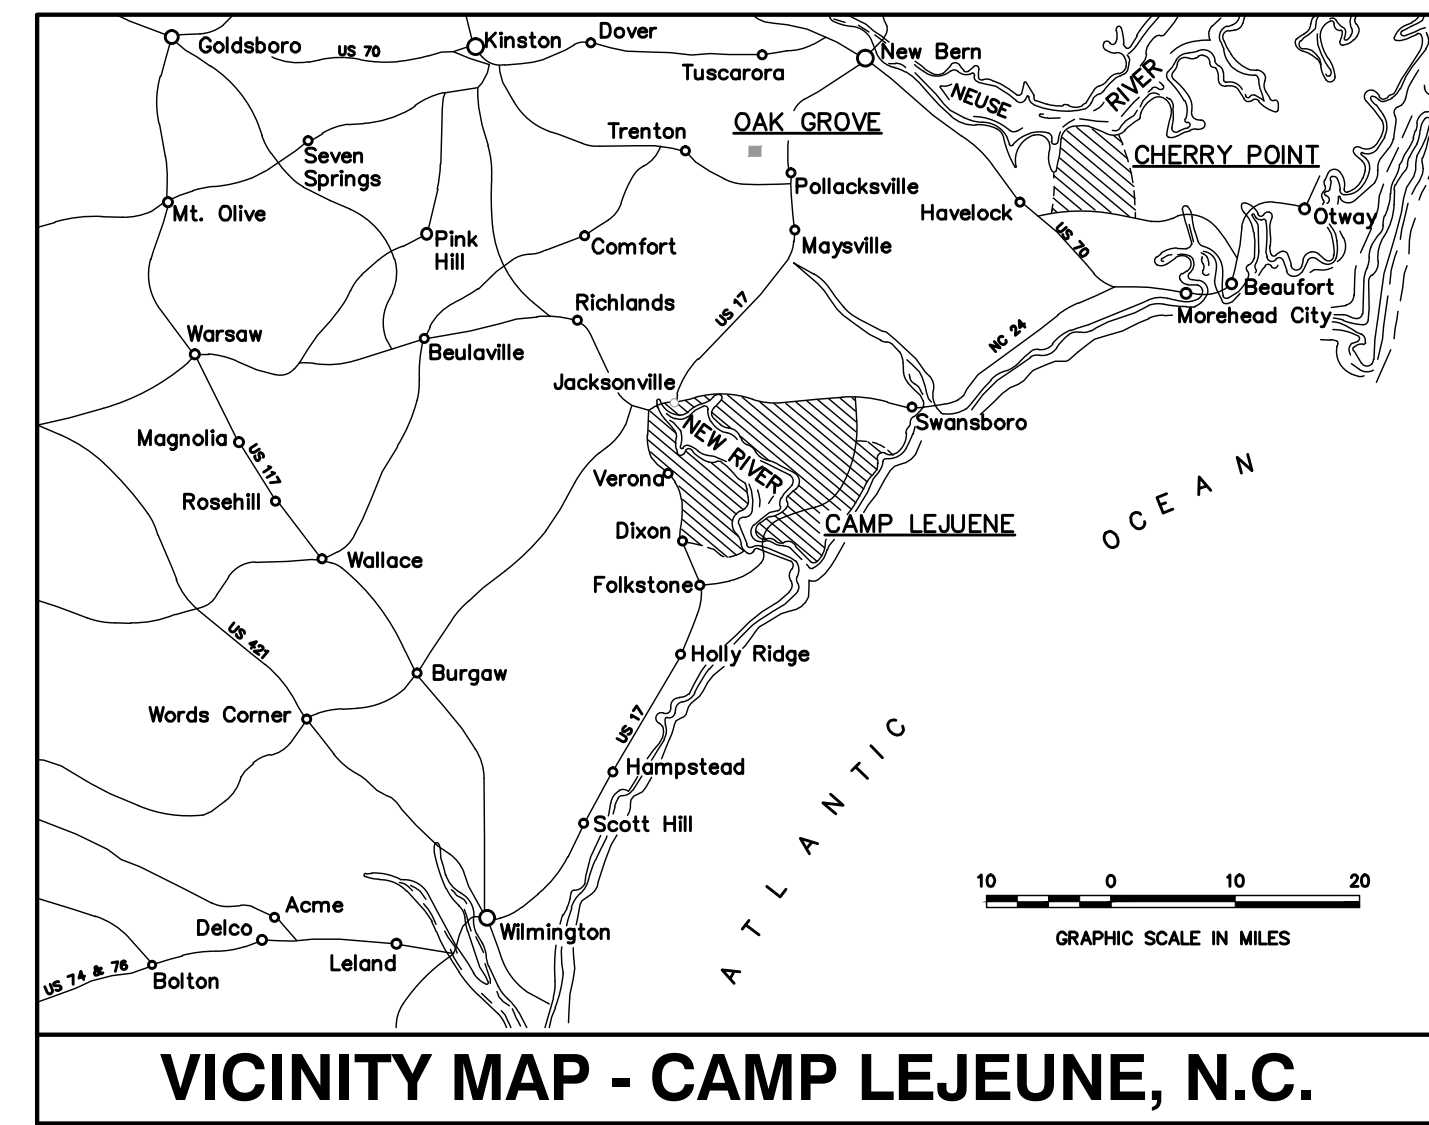 Goldsboro
US 70
Kinston
Dover
Tuscarora
New Bern
NEUSE
RIVER
OAK GROVE
Trenton
CHERRY POINT
Seven
Springs
Pollacksville
Havelock
Otway
Mt. Olive
Pink
Hill
Comfort
Maysville
US 70
Richlands
US 17
Beaufort
Morehead City
Warsaw
Beulaville
NC 24
Jacksonville
Swansboro
Magnolia
US 117
NEW RIVER
Verona
Rosehill
OCEAN
Dixon
CAMP LEJUENE
Wallace
Folkstone
US 421
Holly Ridge
Burgaw
Words Corner
US 17
ATLANTIC
Hampstead
Scott Hill
10 0 10 20
GRAPHIC SCALE IN MILES
Acme
Delco
Wilmington
Leland
US 74 & 76
Bolton
VICINITY MAP - CAMP LEJEUNE, N.C.